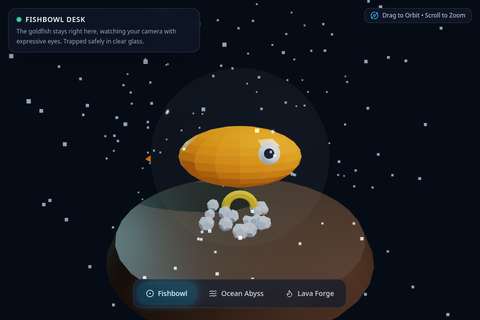 FISHBOWL DESK
The goldfish stays right here, watching your camera with
expressive eyes. Trapped safely in clear glass.
Drag to Orbit • Scroll to Zoom
Fishbowl
Ocean Abyss
Lava Forge